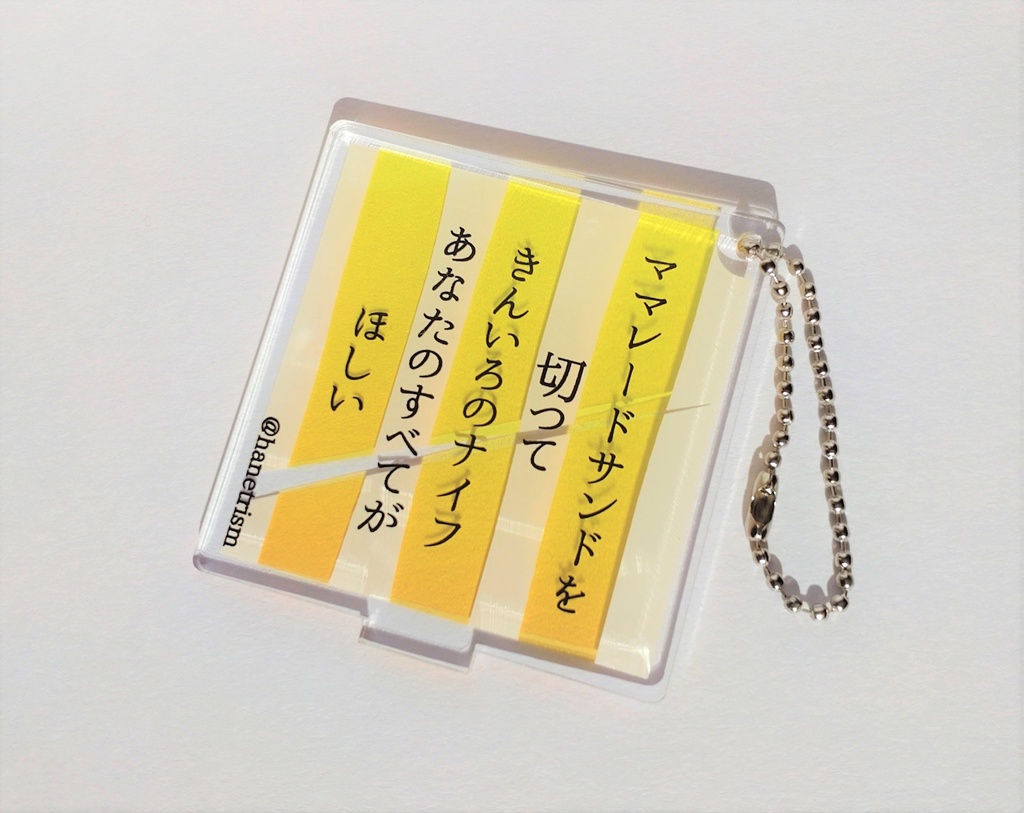 ママレードサンドを
切つて
きんいろのナイフ
あなたのすべてが
ほしい
@hanetrism